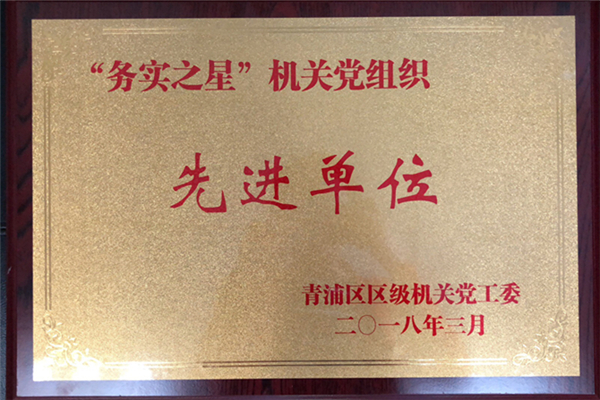 “务实之星”机关党组织
先进单位
青浦区区级机关党工委
二〇一八年三月